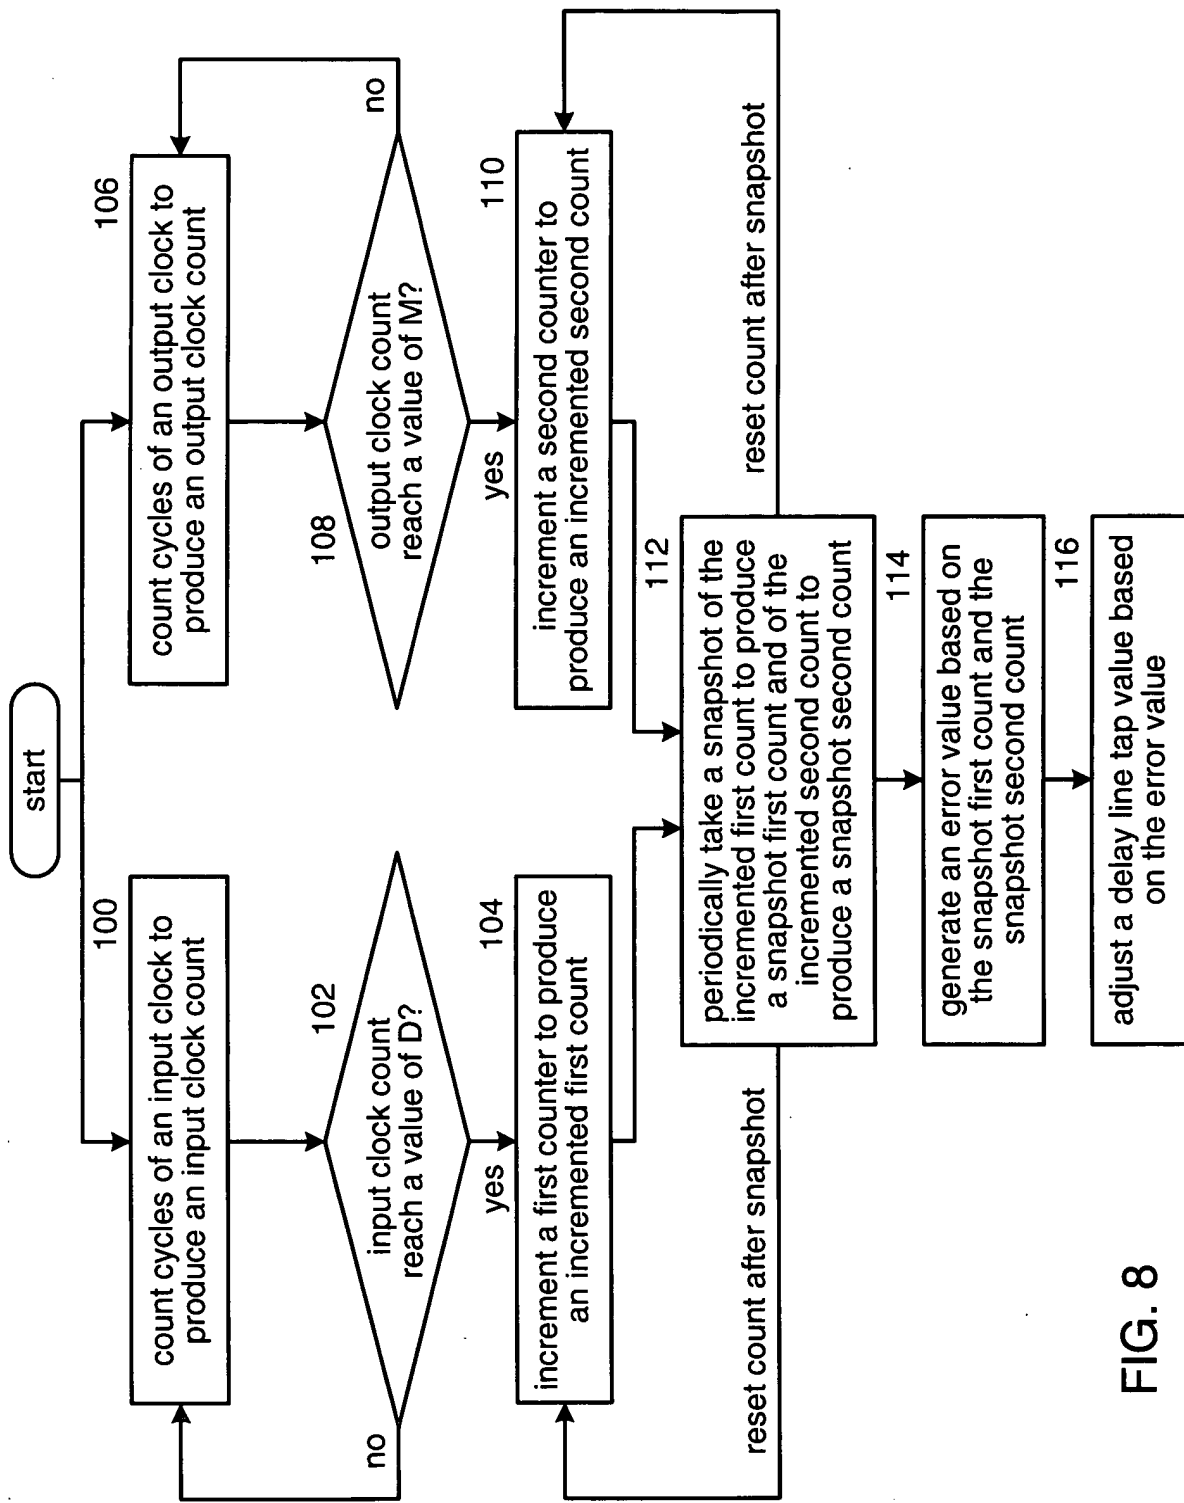 start
100
count cycles of an input clock to
produce an input clock count
102
input clock count
reach a value of D?
no
yes
104
increment a first counter to produce
an incremented first count
106
count cycles of an output clock to
produce an output clock count
108
output clock count
reach a value of M?
no
yes
110
increment a second counter to
produce an incremented second count
112
periodically take a snapshot of the
incremented first count to produce
a snapshot first count and of the
incremented second count to
produce a snapshot second count
reset count after snapshot
reset count after snapshot
114
generate an error value based on
the snapshot first count and the
snapshot second count
116
adjust a delay line tap value based
on the error value
FIG. 8